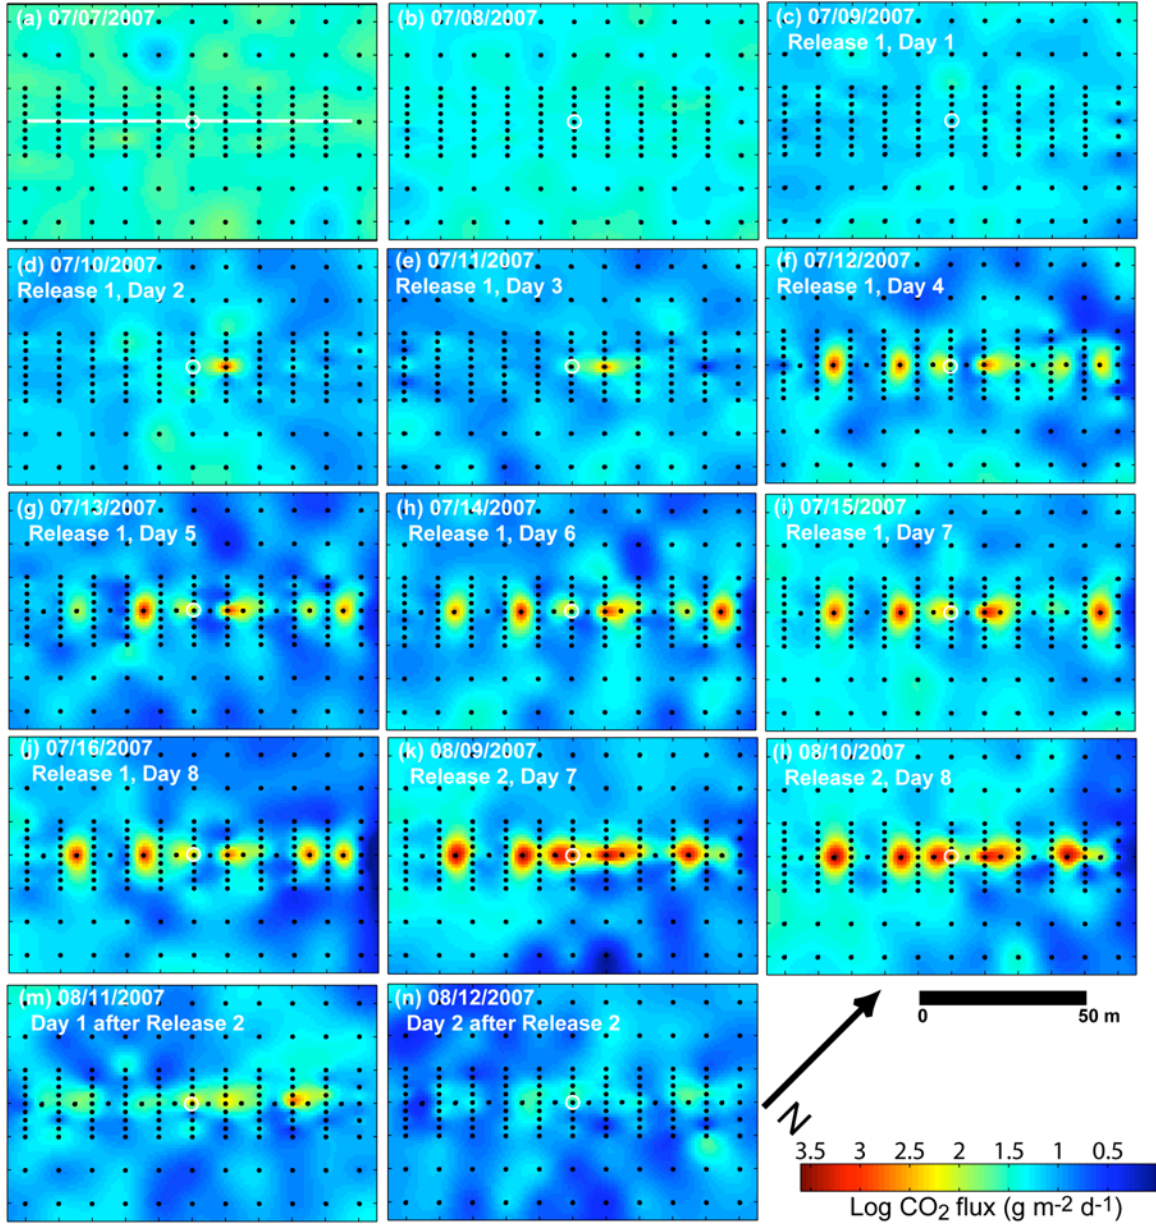 (a) 07/07/2007
(b) 07/08/2007
(c) 07/09/2007
Release 1, Day 1
(d) 07/10/2007
Release 1, Day 2
(e) 07/11/2007
Release 1, Day 3
(f) 07/12/2007
Release 1, Day 4
(g) 07/13/2007
Release 1, Day 5
(h) 07/14/2007
Release 1, Day 6
(i) 07/15/2007
Release 1, Day 7
(j) 07/16/2007
Release 1, Day 8
(k) 08/09/2007
Release 2, Day 7
(l) 08/10/2007
Release 2, Day 8
(m) 08/11/2007
Day 1 after Release 2
(n) 08/12/2007
Day 2 after Release 2
0 50 m
N
3.5 3 2.5 2 1.5 1 0.5
Log CO2 flux (g m-2 d-1)